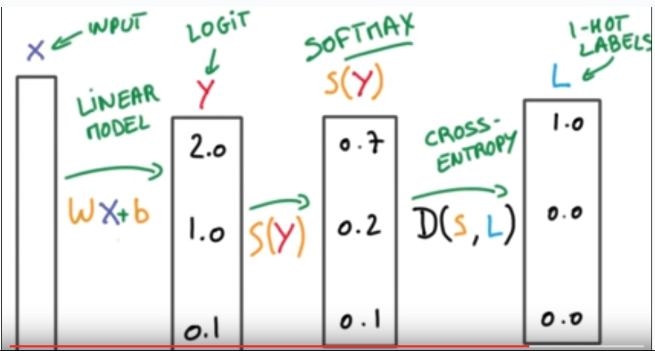 X
INPUT
LINEAR
MODEL
WX+b
LOGIT
Y
2.0
1.0
0.1
S(Y)
SOFTMAX
S(Y)
0.7
0.2
0.1
CROSS-
ENTROPY
D(S,L)
1-HOT
LABELS
L
1.0
0.0
0.0